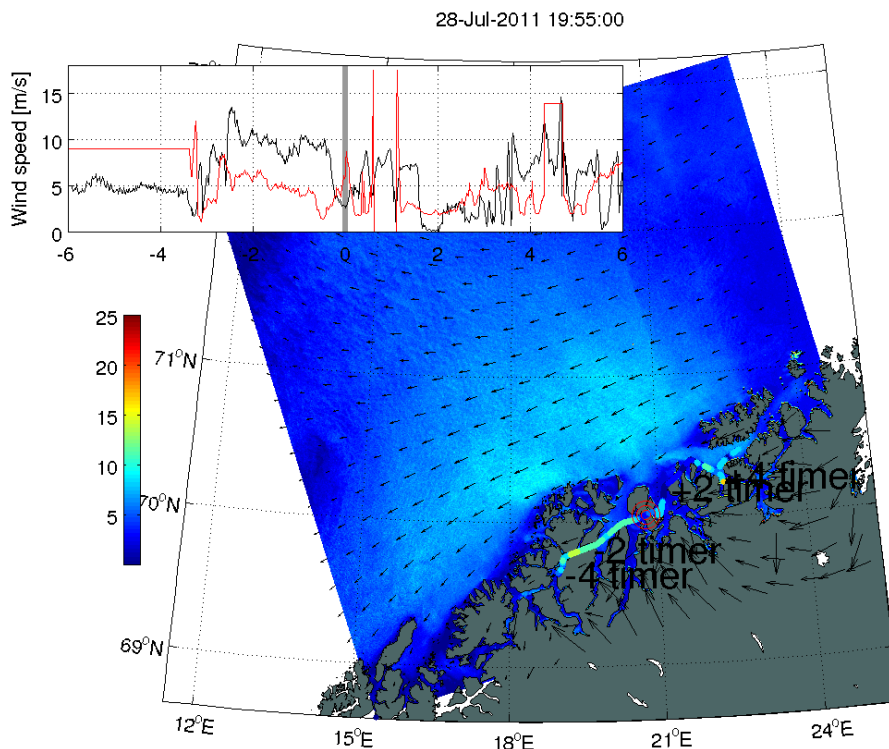 28-Jul-2011 19:55:00
Wind speed [m/s]
15
10
5
0
-6
-4
-2
0
2
4
6
25
20
15
10
5
71°N
70°N
69°N
+4 timer
+2 timer
-2 timer
-4 timer
12°E
15°E
18°E
21°E
24°E